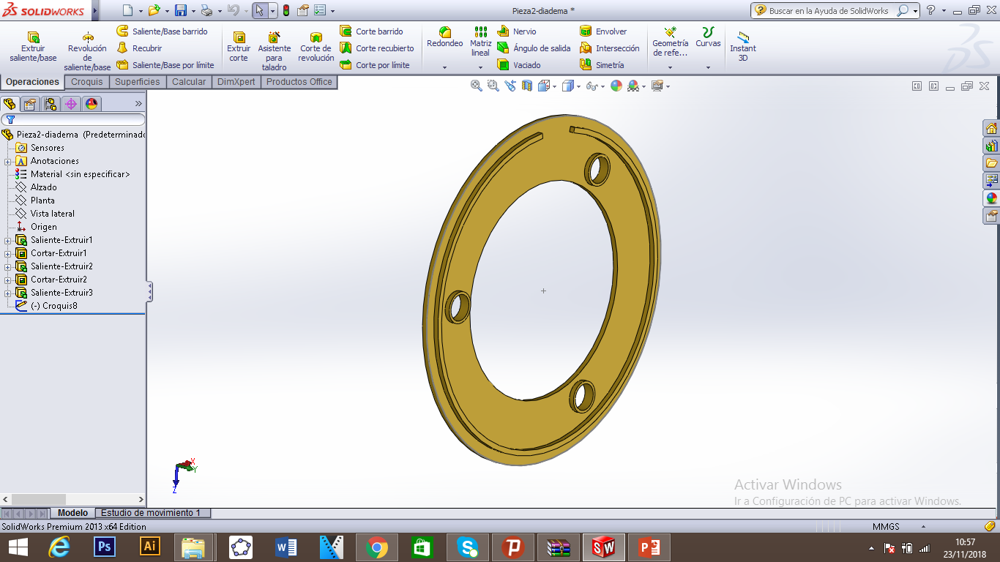 SOLIDWORKS
Pieza2-diadema *
Buscar en la Ayuda de SolidWorks
Extruir saliente/base
Revolución de saliente/base
Saliente/Base barrido
Recubrir
Saliente/Base por límite
Extruir corte
Asistente para taladro
Corte de revolución
Corte barrido
Corte recubierto
Corte por límite
Redondeo
Matriz lineal
Nervio
Ángulo de salida
Vaciado
Envolver
Intersección
Simetría
Geometría de refe...
Curvas
Instant 3D
Operaciones
Croquis
Superficies
Calcular
DimXpert
Productos Office
Pieza2-diadema (Predeterminado
Sensores
Anotaciones
Material <sin especificar>
Alzado
Planta
Vista lateral
Origen
Saliente-Extruir1
Cortar-Extruir1
Saliente-Extruir2
Cortar-Extruir2
Saliente-Extruir3
(-) Croquis8
X
Y
Z
Activar Windows
Ir a Configuración de PC para activar Windows.
Modelo
Estudio de movimiento 1
SolidWorks Premium 2013 x64 Edition
MMGS
Ps
Ai
SW
10:57
23/11/2018